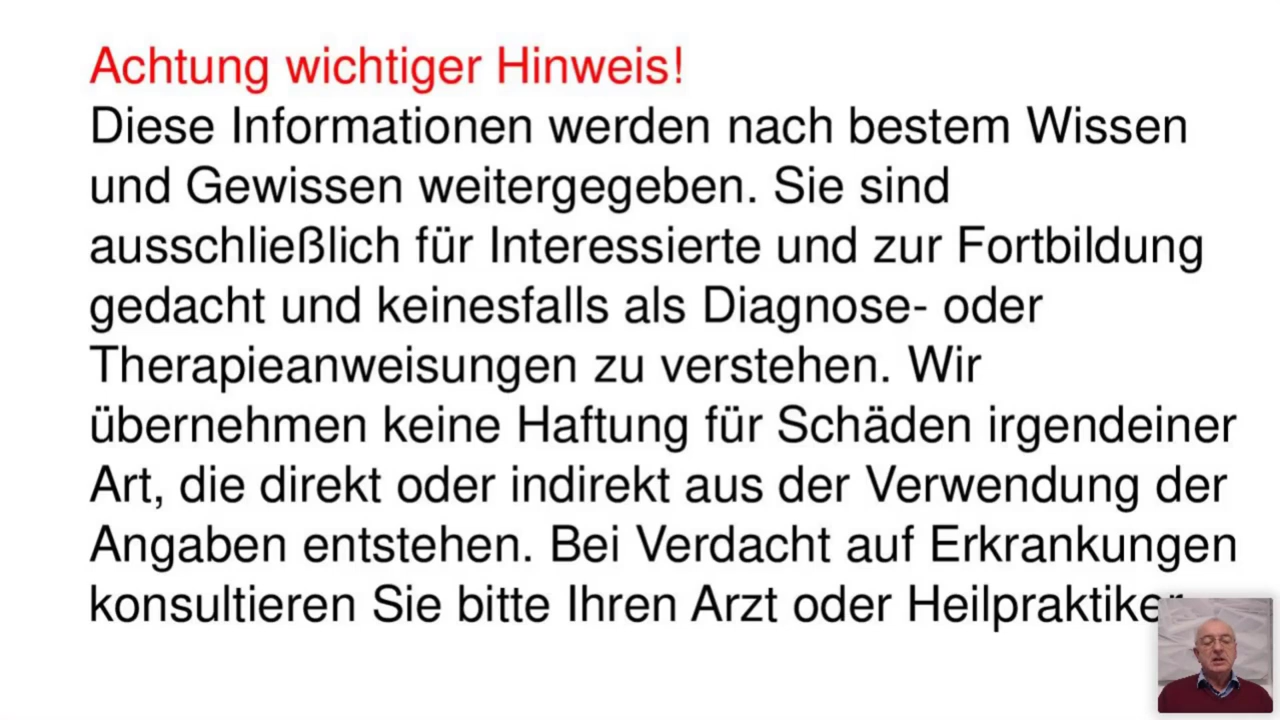 Achtung wichtiger Hinweis!
Diese Informationen werden nach bestem Wissen
und Gewissen weitergegeben. Sie sind
ausschließlich für Interessierte und zur Fortbildung
gedacht und keinesfalls als Diagnose- oder
Therapieanweisungen zu verstehen. Wir
übernehmen keine Haftung für Schäden irgendeiner
Art, die direkt oder indirekt aus der Verwendung der
Angaben entstehen. Bei Verdacht auf Erkrankungen
konsultieren Sie bitte Ihren Arzt oder Heilpraktiker